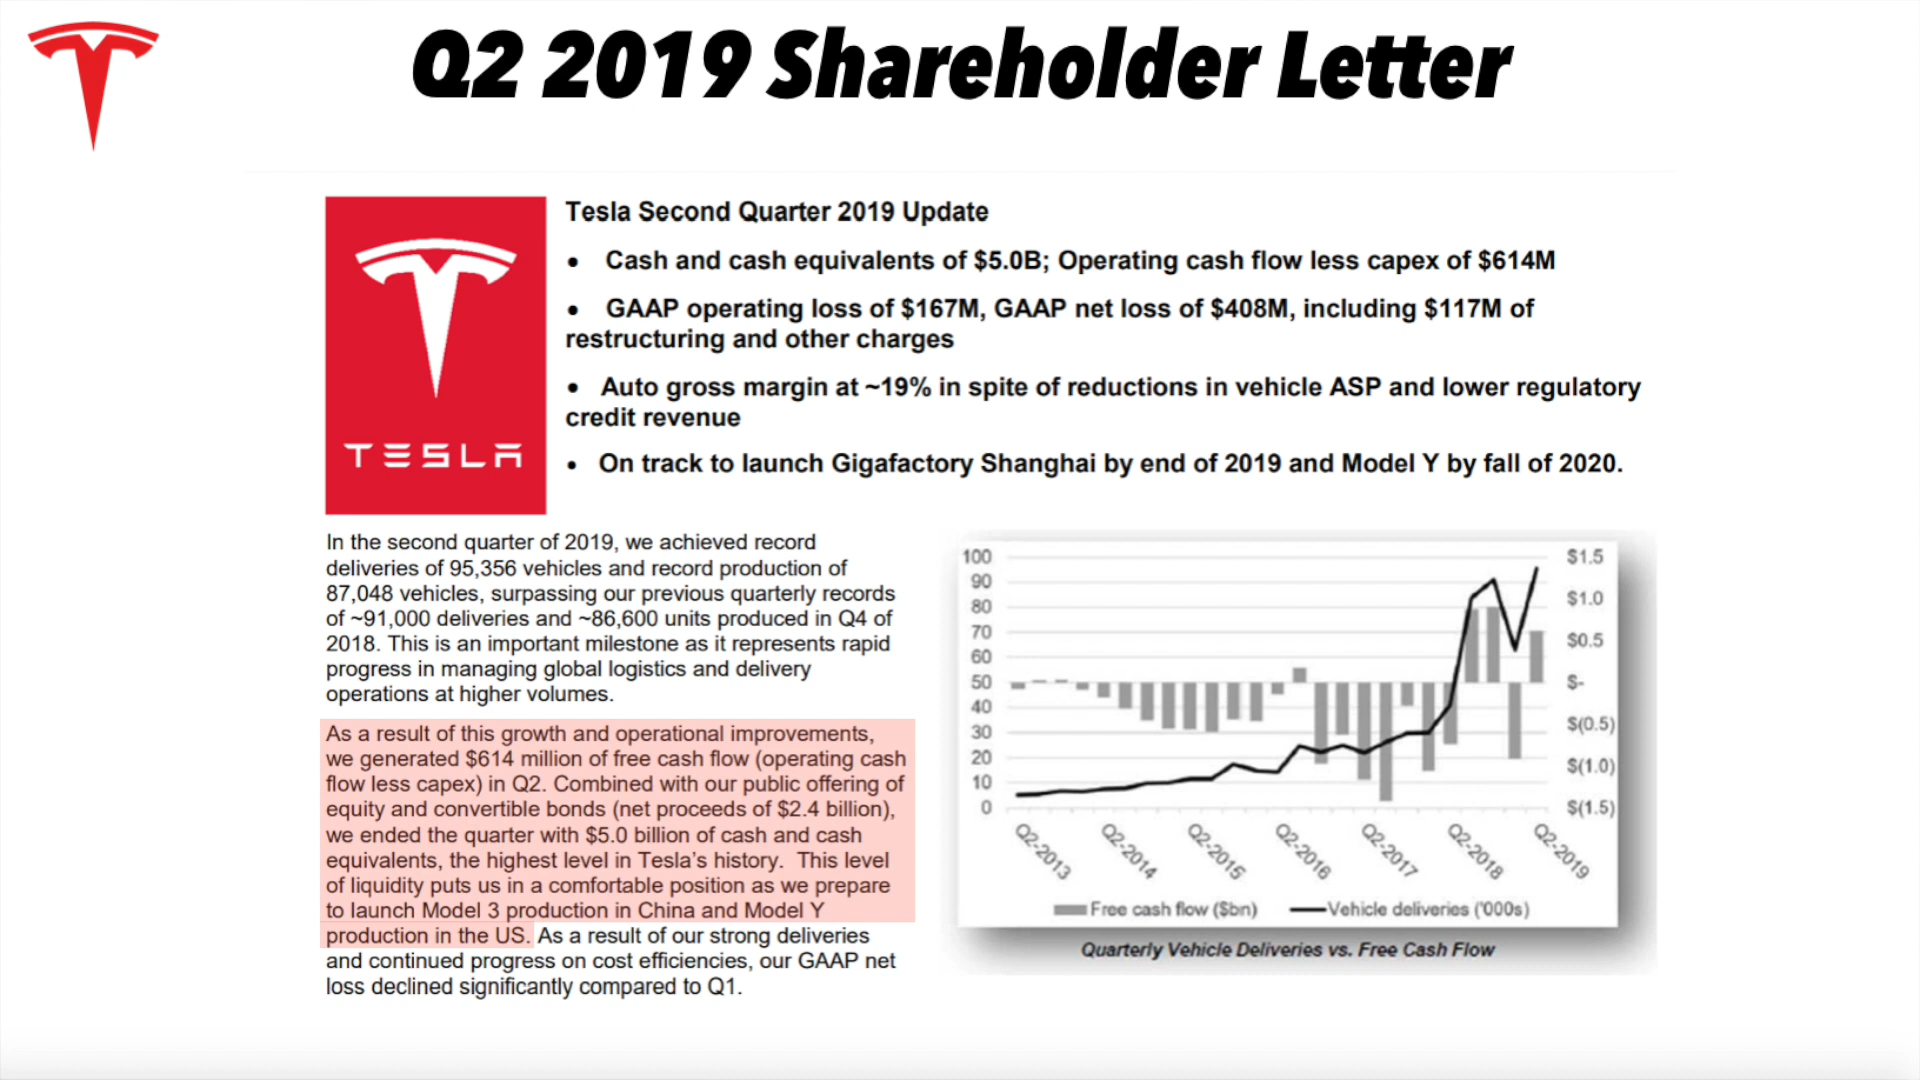 Q2 2019 Shareholder Letter
TESLA
Tesla Second Quarter 2019 Update
• Cash and cash equivalents of $5.0B; Operating cash flow less capex of $614M
• GAAP operating loss of $167M, GAAP net loss of $408M, including $117M of
restructuring and other charges
• Auto gross margin at ~19% in spite of reductions in vehicle ASP and lower regulatory
credit revenue
• On track to launch Gigafactory Shanghai by end of 2019 and Model Y by fall of 2020.
In the second quarter of 2019, we achieved record
deliveries of 95,356 vehicles and record production of
87,048 vehicles, surpassing our previous quarterly records
of ~91,000 deliveries and ~86,600 units produced in Q4 of
2018. This is an important milestone as it represents rapid
progress in managing global logistics and delivery
operations at higher volumes.
As a result of this growth and operational improvements,
we generated $614 million of free cash flow (operating cash
flow less capex) in Q2. Combined with our public offering of
equity and convertible bonds (net proceeds of $2.4 billion),
we ended the quarter with $5.0 billion of cash and cash
equivalents, the highest level in Tesla's history. This level
of liquidity puts us in a comfortable position as we prepare
to launch Model 3 production in China and Model Y
production in the US. As a result of our strong deliveries
and continued progress on cost efficiencies, our GAAP net
loss declined significantly compared to Q1.
100 $1.5
90
80 $1.0
70
60 $0.5
50 $-
40
30 $(0.5)
20
10 $(1.0)
0 $(1.5)
Q2-2013 Q2-2014 Q2-2015 Q2-2016 Q2-2017 Q2-2018 Q2-2019
Free cash flow ($bn) Vehicle deliveries ('000s)
Quarterly Vehicle Deliveries vs. Free Cash Flow